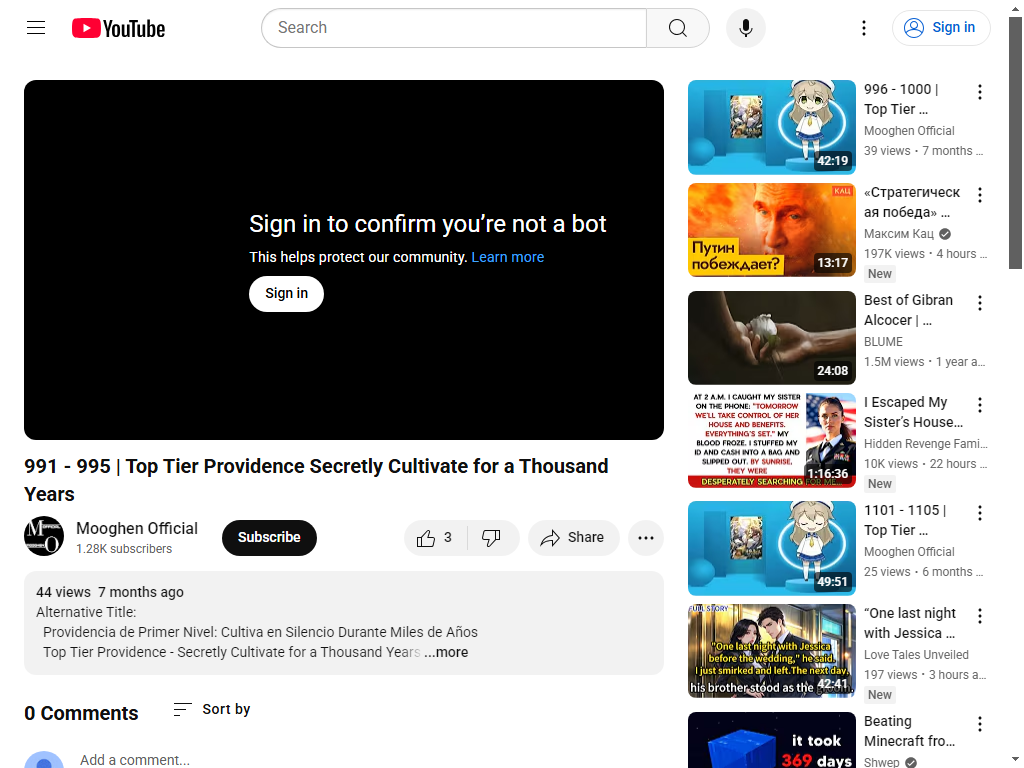 YouTube
Search
Sign in
Sign in to confirm you're not a bot
This helps protect our community. Learn more
Sign in
991 - 995 | Top Tier Providence Secretly Cultivate for a Thousand
Years
Mooghen Official
1.28K subscribers
Subscribe
3
Share
44 views 7 months ago
Alternative Title:
Providencia de Primer Nivel: Cultiva en Silencio Durante Miles de Años
Top Tier Providence - Secretly Cultivate for a Thousand Years ...more
0 Comments
Sort by
Add a comment...
42:19
996 - 1000 |
Top Tier ...
Mooghen Official
39 views • 7 months ...
КАЦ
Путин
побеждает?
13:17
«Стратегическ
ая победа» ...
Максим Кац
197K views • 4 hours ...
New
24:08
Best of Gibran
Alcocer | ...
BLUME
1.5M views • 1 year a...
AT 2 A.M. I CAUGHT MY SISTER
ON THE PHONE: "TOMORROW
WE'LL TAKE CONTROL OF HER
HOUSE AND BENEFITS.
EVERYTHING'S SET." MY
BLOOD FROZE. I STUFFED MY
ID AND CASH INTO A BAG AND
SLIPPED OUT. BY SUNRISE,
THEY WERE
DESPERATELY SEARCHING FOR ME
1:16:36
I Escaped My
Sister's House...
Hidden Revenge Fami...
10K views • 22 hours ...
New
49:51
1101 - 1105 |
Top Tier ...
Mooghen Official
25 views • 6 months ...
FULL STORY
"One last night with Jessica
before the wedding," he said.
I just smirked and left.The next day,
his brother stood as the
42:41
“One last night
with Jessica ...
Love Tales Unveiled
197 views • 3 hours a...
New
it took
369 days
Beating
Minecraft fro...
Shwep